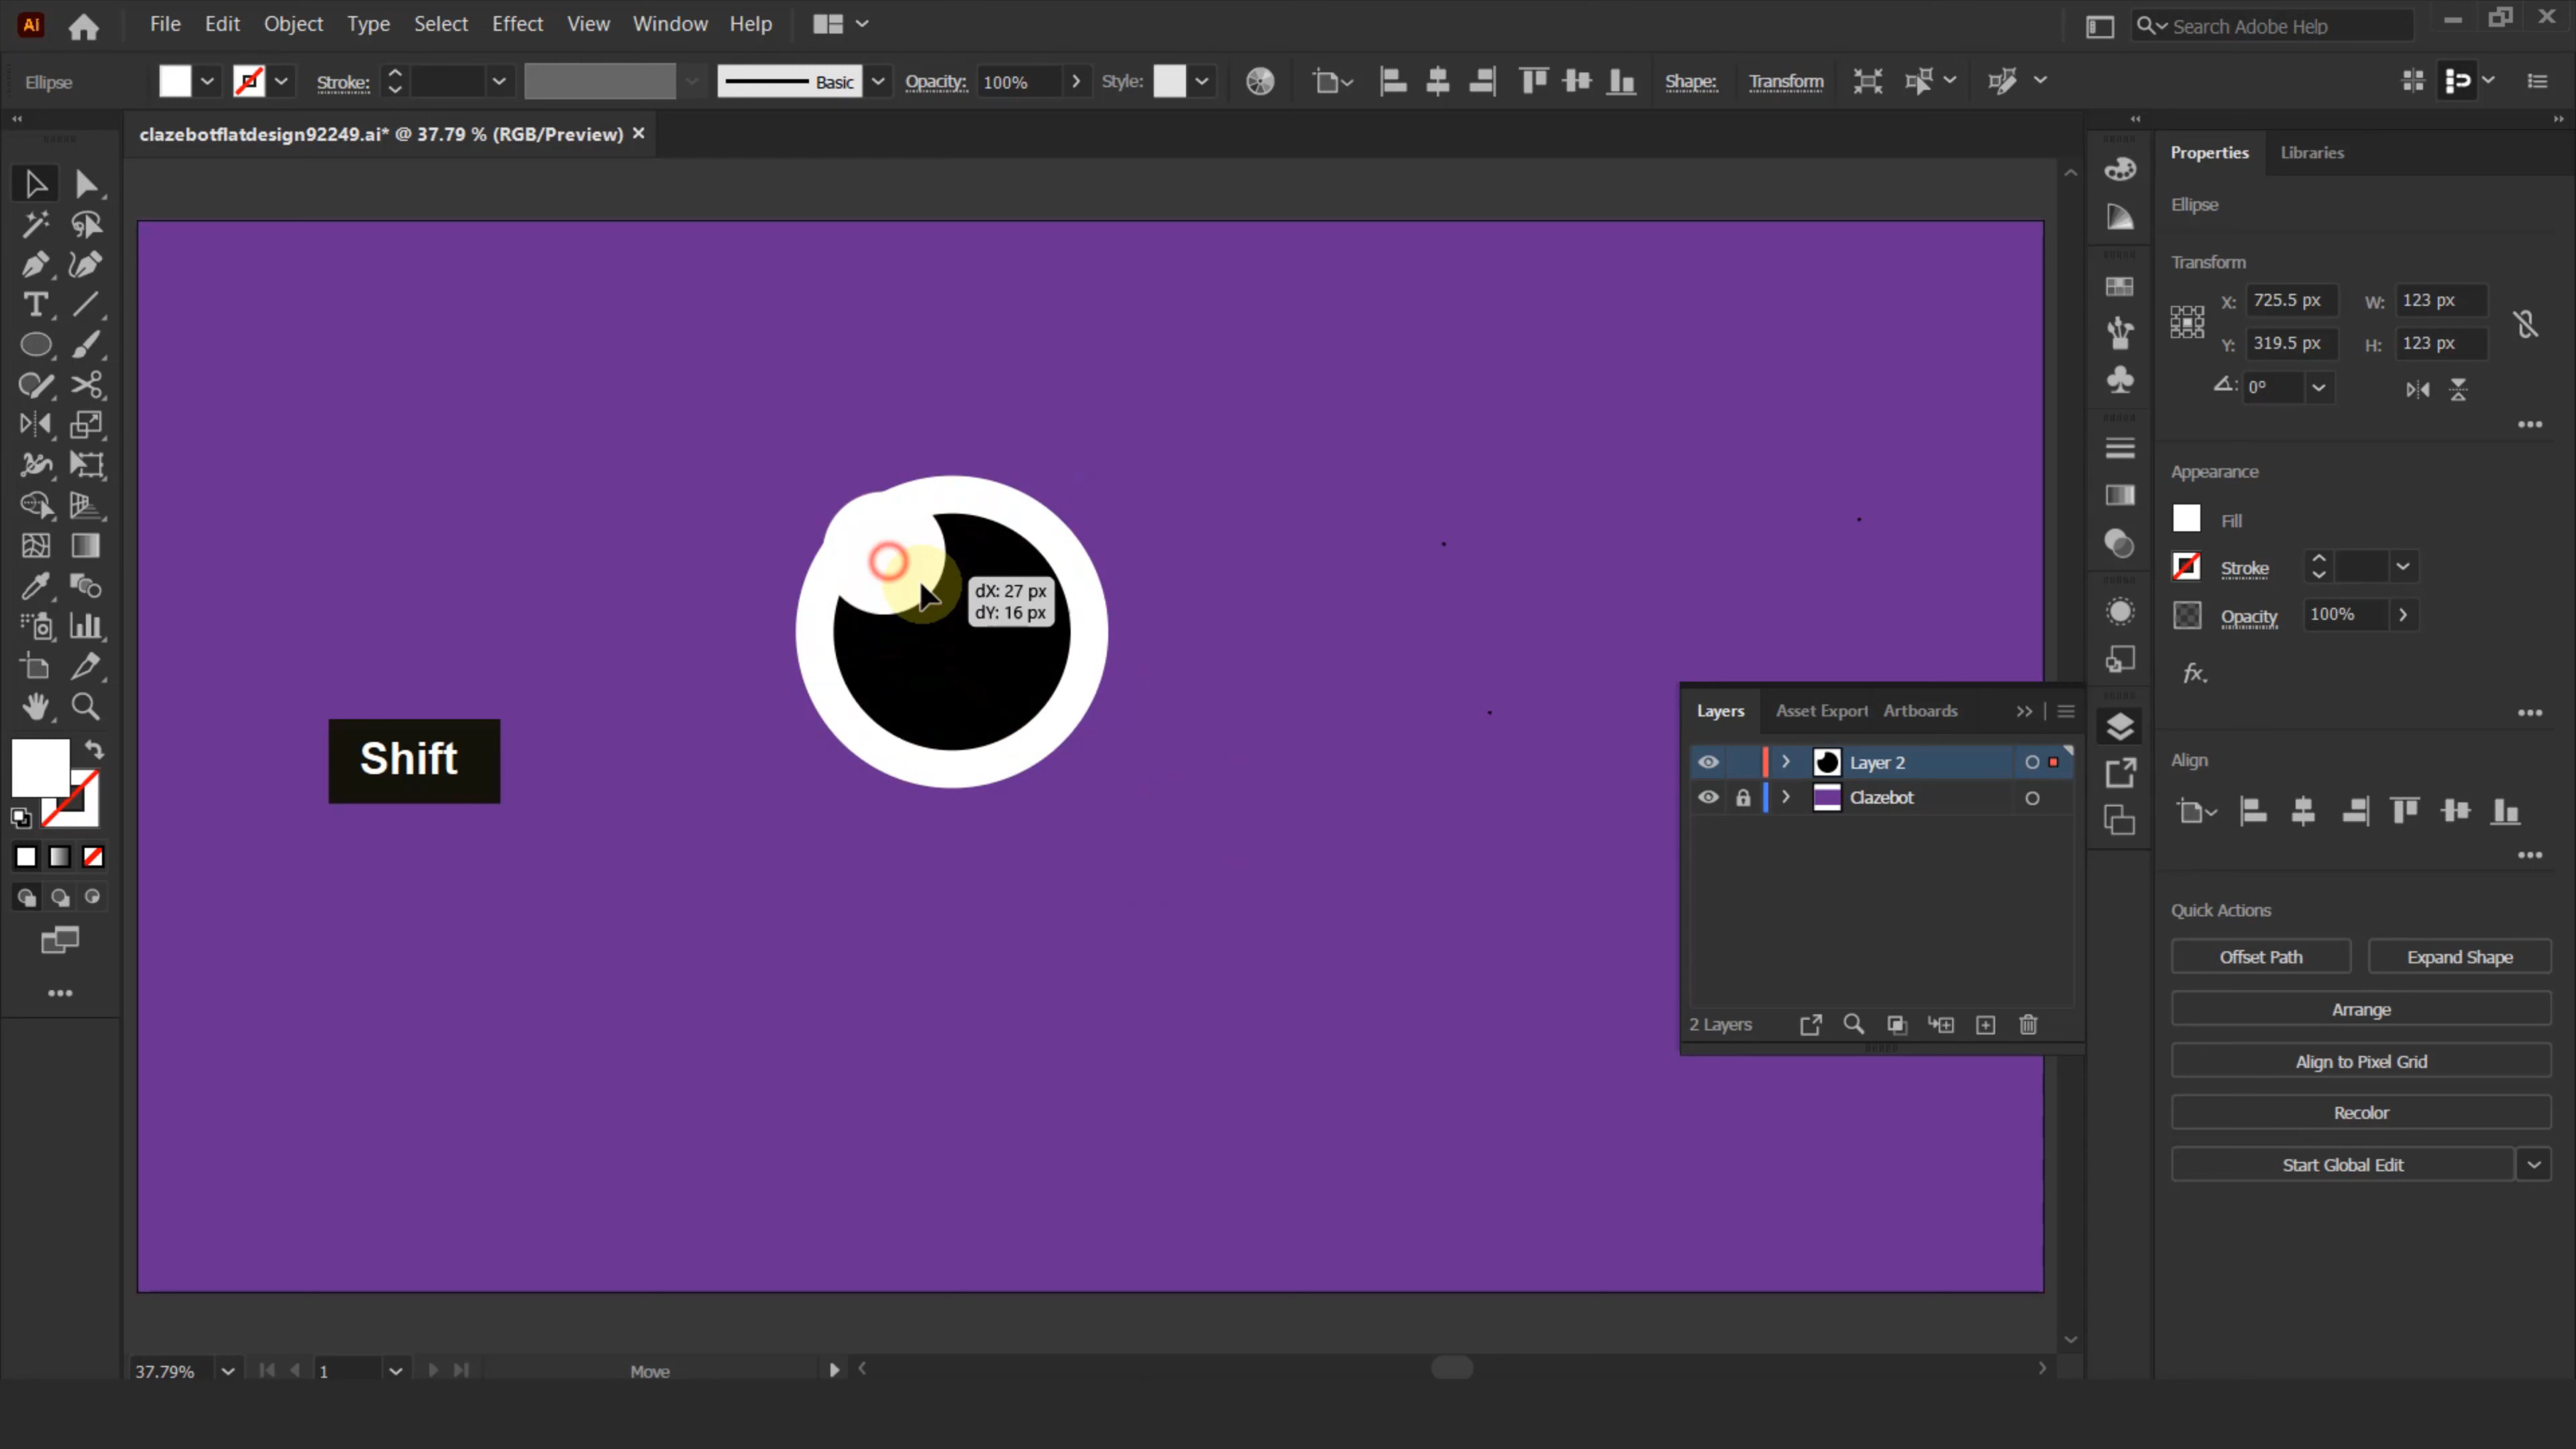 Ai File Edit Object Type Select Effect View Window Help Search Adobe Help
Ellipse Stroke: Basic Opacity: 100% Style: Shape: Transform
clazebotflatdesign92249.ai* @ 37.79 % (RGB/Preview) ×
Properties Libraries
Ellipse
Transform
X: 725.5 px W: 123 px
Y: 319.5 px H: 123 px
0°
Appearance
Fill
Stroke
Opacity 100%
fx.
dX: 27 px
dY: 16 px
Shift
Layers Asset Export Artboards
Layer 2
Clazebot
2 Layers
Align
Quick Actions
Offset Path Expand Shape
Arrange
Align to Pixel Grid
Recolor
Start Global Edit
37.79% 1 Move